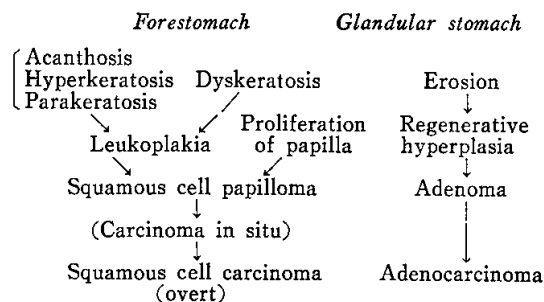 Forestomach
Acanthosis
Hyperkeratosis
Parakeratosis
Dyskeratosis
Leukoplakia
Proliferation
of papilla
Squamous cell papilloma
(Carcinoma in situ)
Squamous cell carcinoma
(overt)
Glandular stomach
Erosion
Regenerative
hyperplasia
Adenoma
Adenocarcinoma